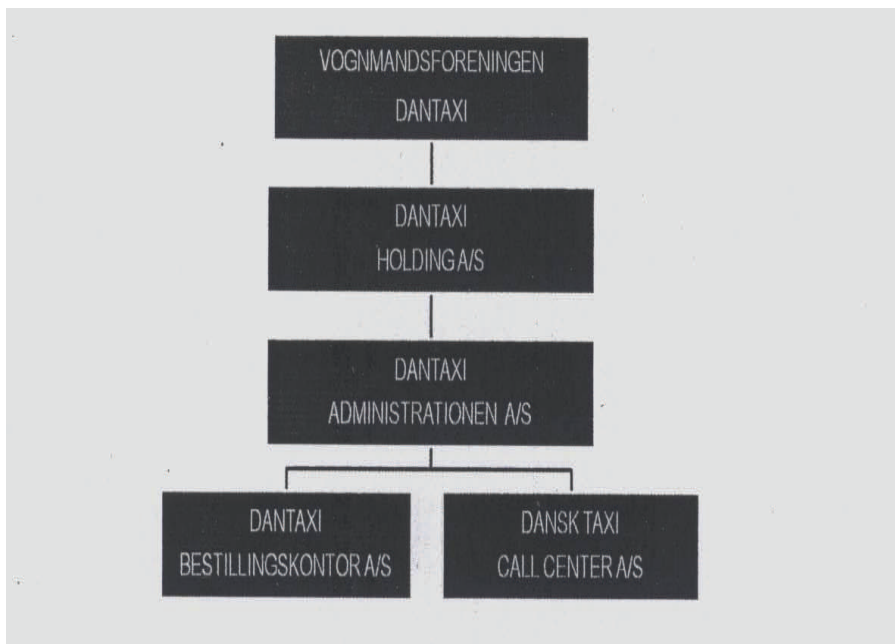 VOGNMANDSFORENINGEN
DANTAXI
DANTAXI
HOLDING A/S
DANTAXI
ADMINISTRATIONEN A/S
DANTAXI
BESTILLINGSKONTOR A/S
DANSK TAXI
CALL CENTER A/S